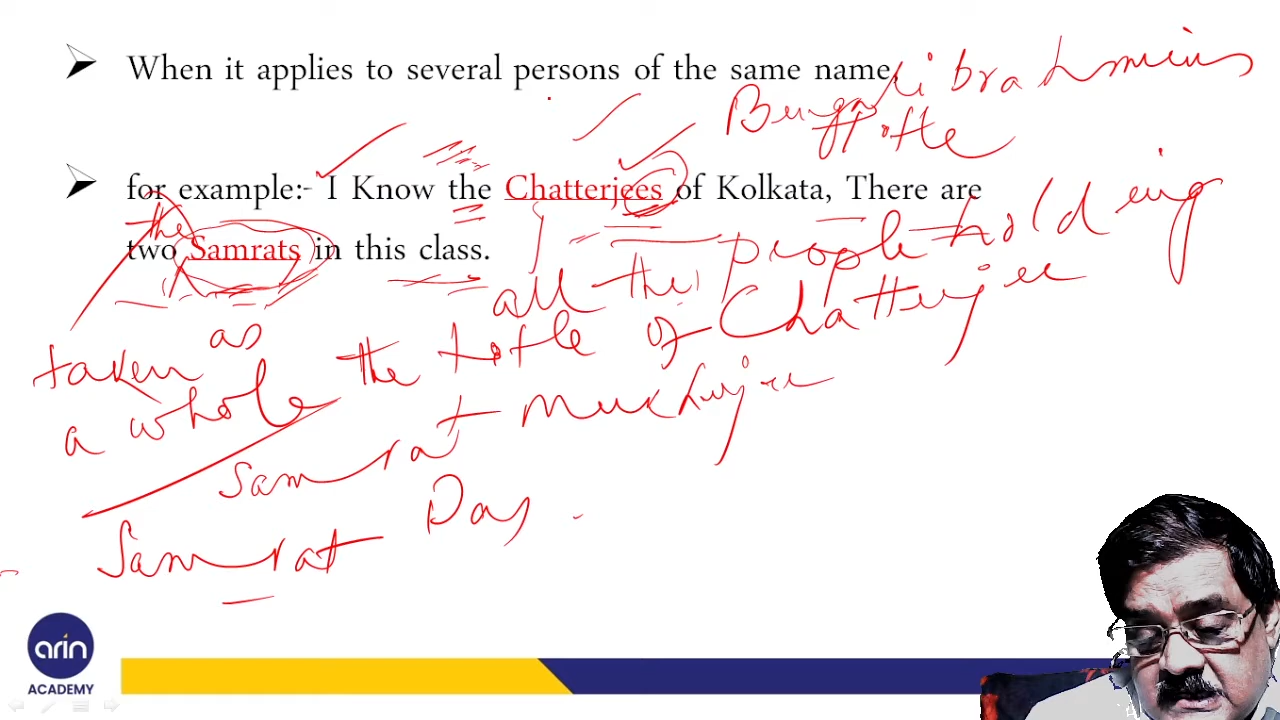 When it applies to several persons of the same name.
Bengali brahmins
title
for example:- I Know the Chatterjees of Kolkata, There are
the
two Samrats in this class.
all the people holding
taken as the title of Chatterjee
a whole
Samrat Mukherjee
Samrat Das
arin
ACADEMY